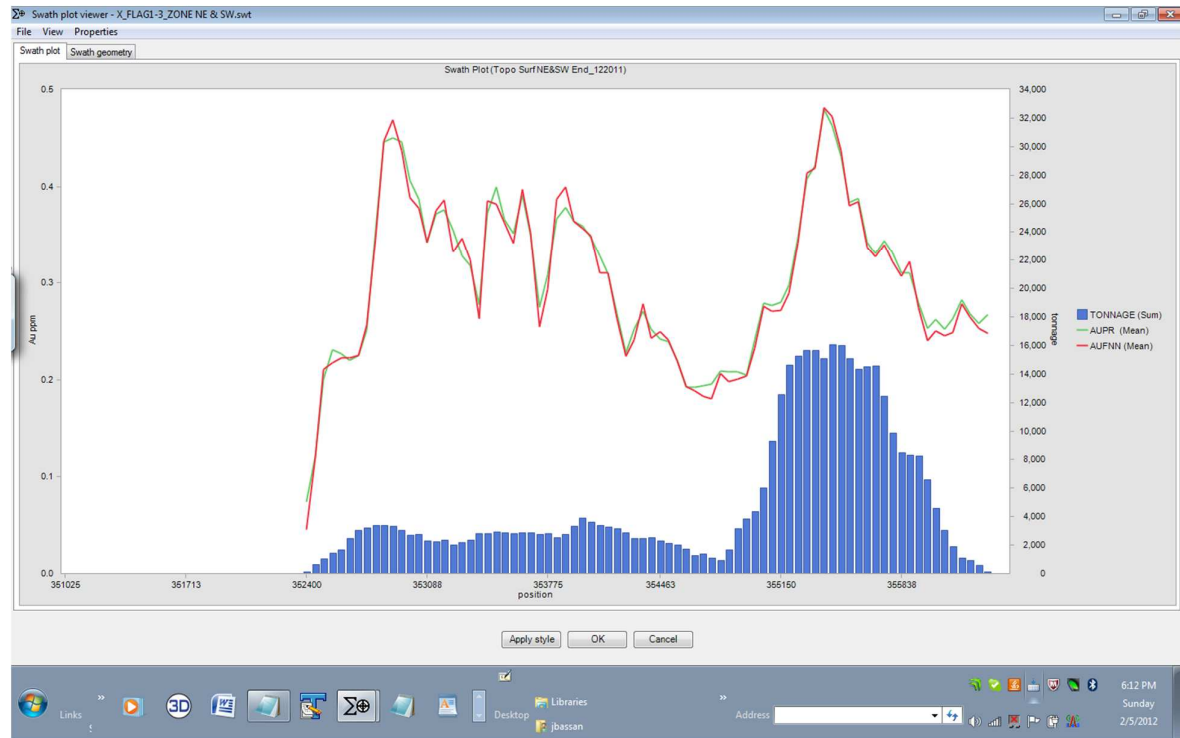 Swath plot viewer - X_FLAG1-3_ZONE NE & SW.swt
File View Properties
Swath plot Swath geometry
Swath Plot (Topo Surf NE&SW End_122011)
0.5
0.4
0.3
0.2
0.1
0.0
Au ppm
34,000
32,000
30,000
28,000
26,000
24,000
22,000
20,000
18,000
16,000
14,000
12,000
10,000
8,000
6,000
4,000
2,000
0
tonnage
TONNAGE (Sum)
AUPR (Mean)
AUFNN (Mean)
351025 351713 352400 353088 353775 354463 355150 355838
position
Apply style OK Cancel
Links
3D
Desktop
Libraries
jbassan
Address
6:12 PM
Sunday
2/5/2012